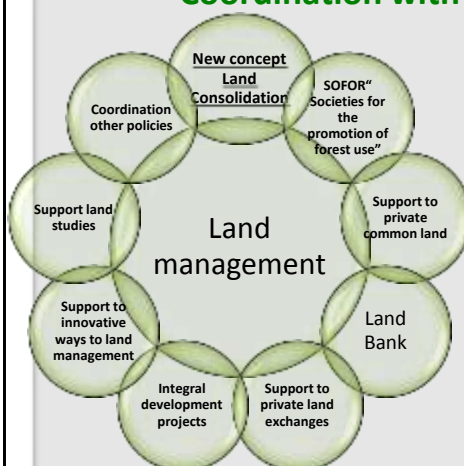 Coordination with
New concept
Land
Consolidation
SOFOR“
Societies for
the
promotion of
forest use”
Support to
private
common land
Land
Bank
Support to
private land
exchanges
Integral
development
projects
Support to
innovative
ways to land
management
Support land
studies
Coordination
other policies
Land
management